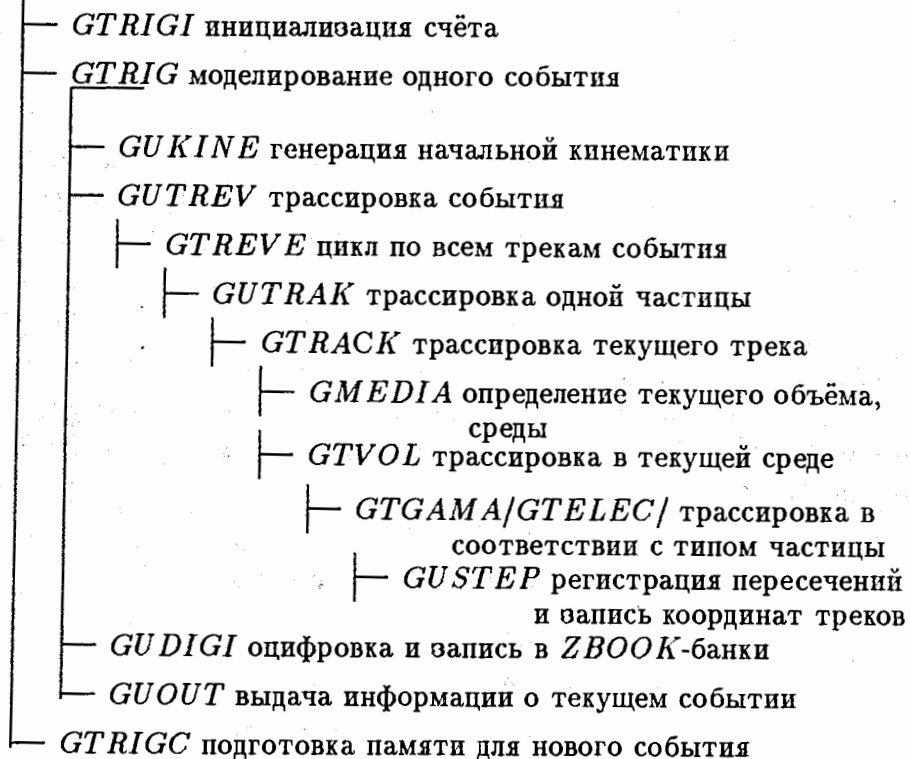 GTRIGI инициализация счёта
GTRIG моделирование одного события
GUKINE генерация начальной кинематики
GUTREV трассировка события
GTREVE цикл по всем трекам события
GUTRAK трассировка одной частицы
GTRACK трассировка текущего трека
GMEDIA определение текущего объёма,
среды
GTVOL трассировка в текущей среде
GTGAMA/GTELEC/ трассировка в
соответствии с типом частицы
GUSTEP регистрация пересечений
и запись координат треков
GUDIGI оцифровка и запись в ZBOOK-банки
GUOUT выдача информации о текущем событии
GTRIGC подготовка памяти для нового события